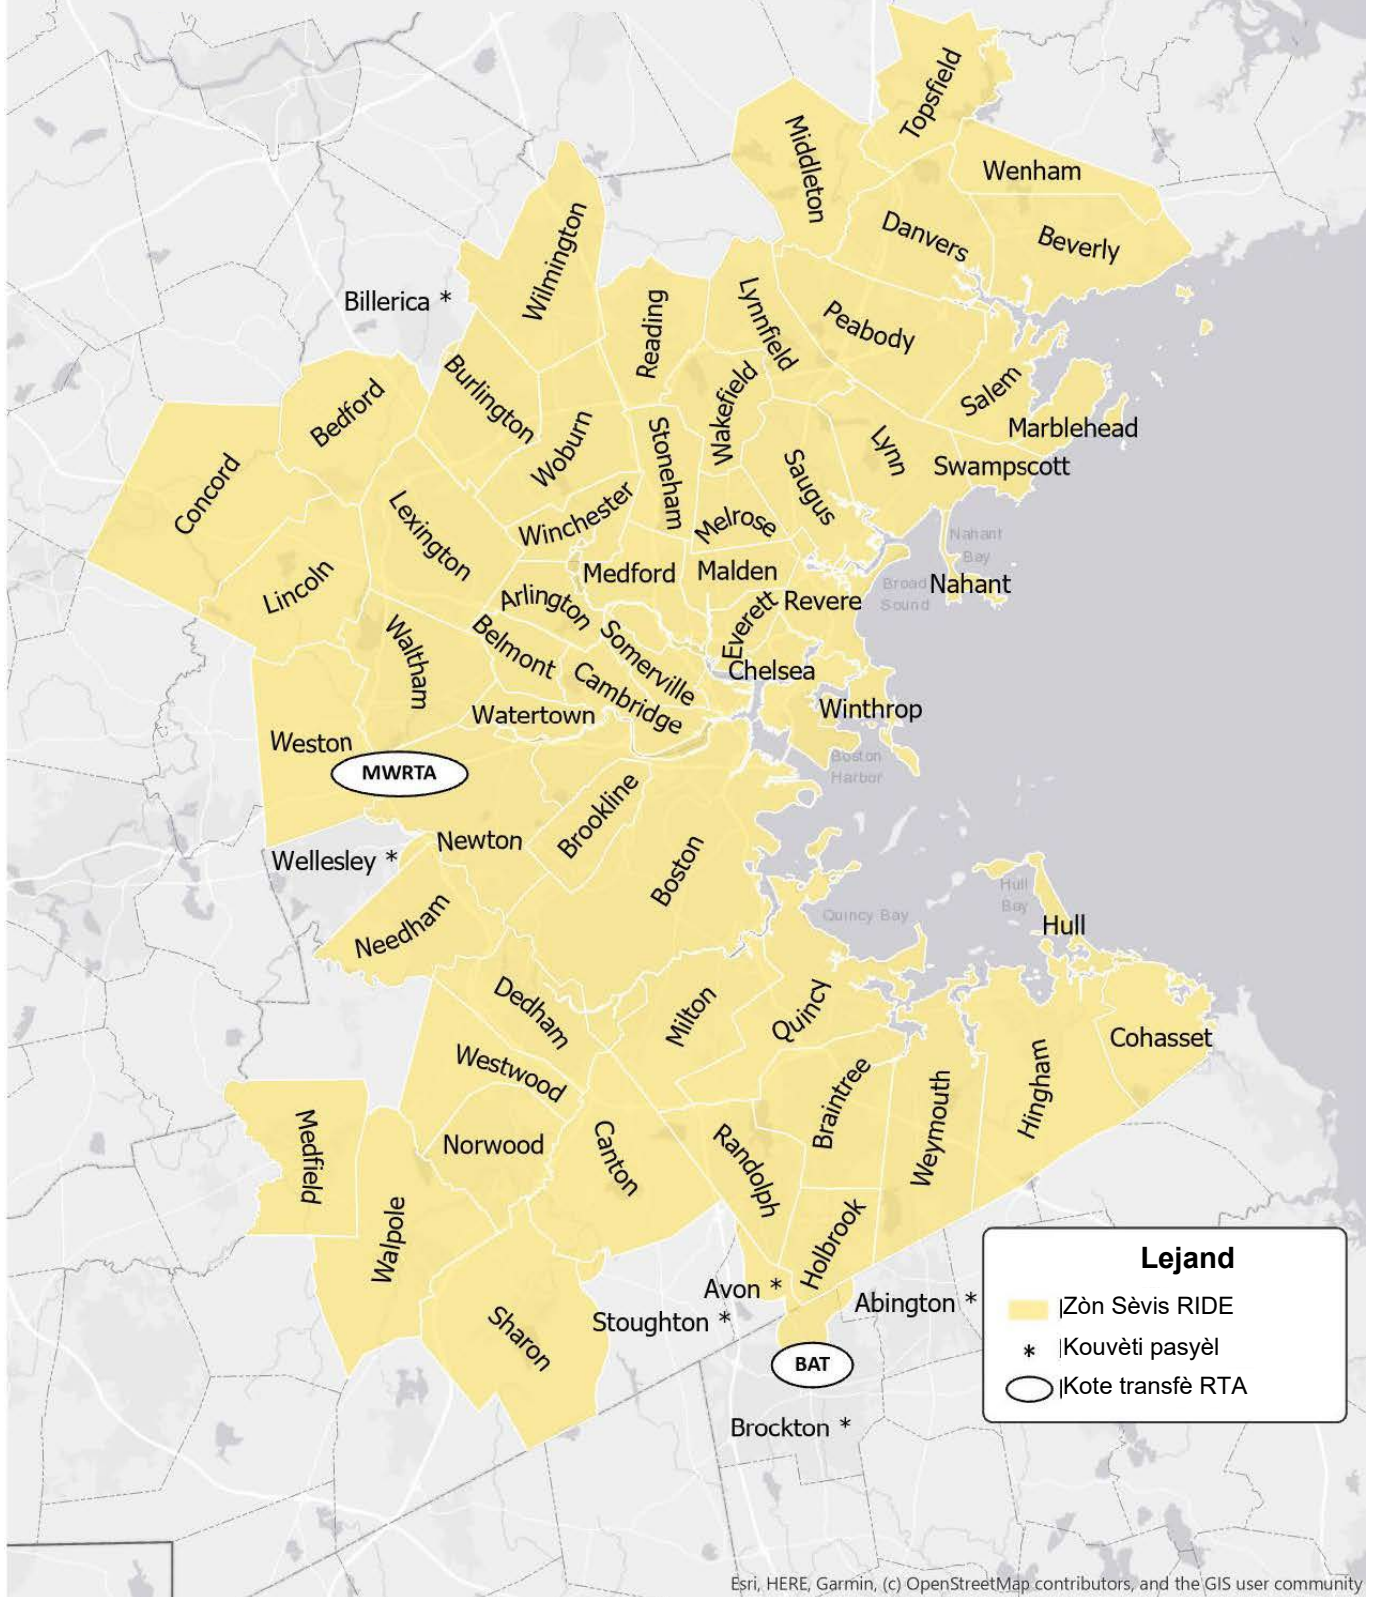 Topsfield
Middleton
Wenham
Danvers
Beverly
Wilmington
Billerica *
Reading
Lynnfield
Peabody
Burlington
Bedford
Wakefield
Salem
Marblehead
Woburn
Stoneham
Lynn
Swampscott
Concord
Saugus
Lexington
Winchester
Melrose
Nahant
Bay
Lincoln
Medford
Malden
Broad
Sound
Nahant
Arlington
Everett
Revere
Waltham
Belmont
Somerville
Chelsea
Cambridge
Watertown
Winthrop
Weston
MWRTA
Boston
Harbor
Brookline
Newton
Wellesley *
Boston
Hull
Bay
Needham
Quincy Bay
Hull
Dedham
Milton
Quincy
Cohasset
Westwood
Hingham
Braintree
Weymouth
Medfield
Norwood
Canton
Randolph
Walpole
Holbrook
Avon *
Abington *
Stoughton *
Sharon
BAT
Brockton *
Lejand
|Zòn Sèvis RIDE
* |Kouvèti pasyèl
|Kote transfè RTA
Esri, HERE, Garmin, (c) OpenStreetMap contributors, and the GIS user community